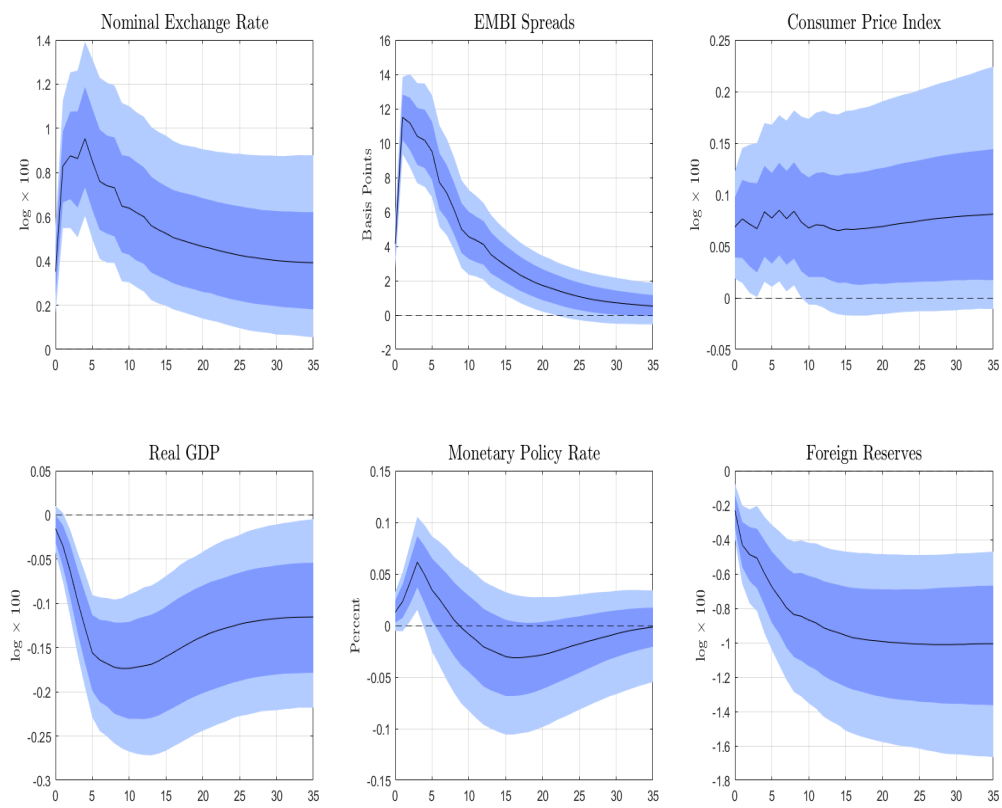 Nominal Exchange Rate
log × 100
1.4
1.2
1
0.8
0.6
0.4
0.2
0
0 5 10 15 20 25 30 35
EMBI Spreads
Basis Points
16
14
12
10
8
6
4
2
0
-2
0 5 10 15 20 25 30 35
Consumer Price Index
log × 100
0.25
0.2
0.15
0.1
0.05
0
-0.05
0 5 10 15 20 25 30 35
Real GDP
log × 100
0.05
0
-0.05
-0.1
-0.15
-0.2
-0.25
-0.3
0 5 10 15 20 25 30 35
Monetary Policy Rate
Percent
0.15
0.1
0.05
0
-0.05
-0.1
-0.15
0 5 10 15 20 25 30 35
Foreign Reserves
log × 100
0
-0.2
-0.4
-0.6
-0.8
-1
-1.2
-1.4
-1.6
-1.8
0 5 10 15 20 25 30 35